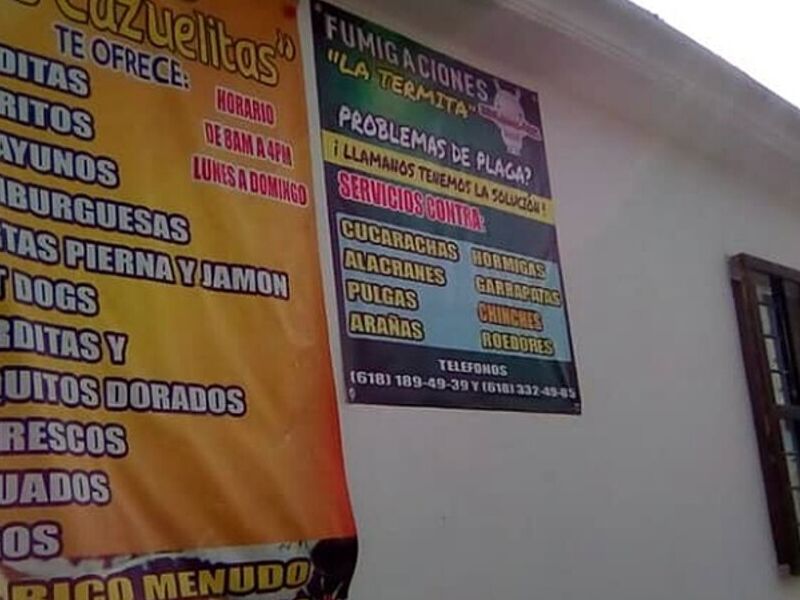 Cazuelitas"
TE OFRECE:
HORARIO
DE 8AM A 4PM
LUNES A DOMINGO
DITAS
RITOS
AYUNOS
MBURGUESAS
TAS PIERNA Y JAMON
T DOGS
RDITAS Y
QUITOS DORADOS
RESCOS
UADOS
OS
RICO MENUDO
FUMIGACIONES
"LA TERMITA"
PROBLEMAS DE PLAGA?
¡LLAMANOS TENEMOS LA SOLUCIÓN!
SERVICIOS CONTRA:
CUCARACHAS
ALACRANES
PULGAS
ARAÑAS
HORMIGAS
GARRAPATAS
CHINCHES
ROEDORES
TELEFONOS
(618) 189-49-39 Y (618) 332-49-85